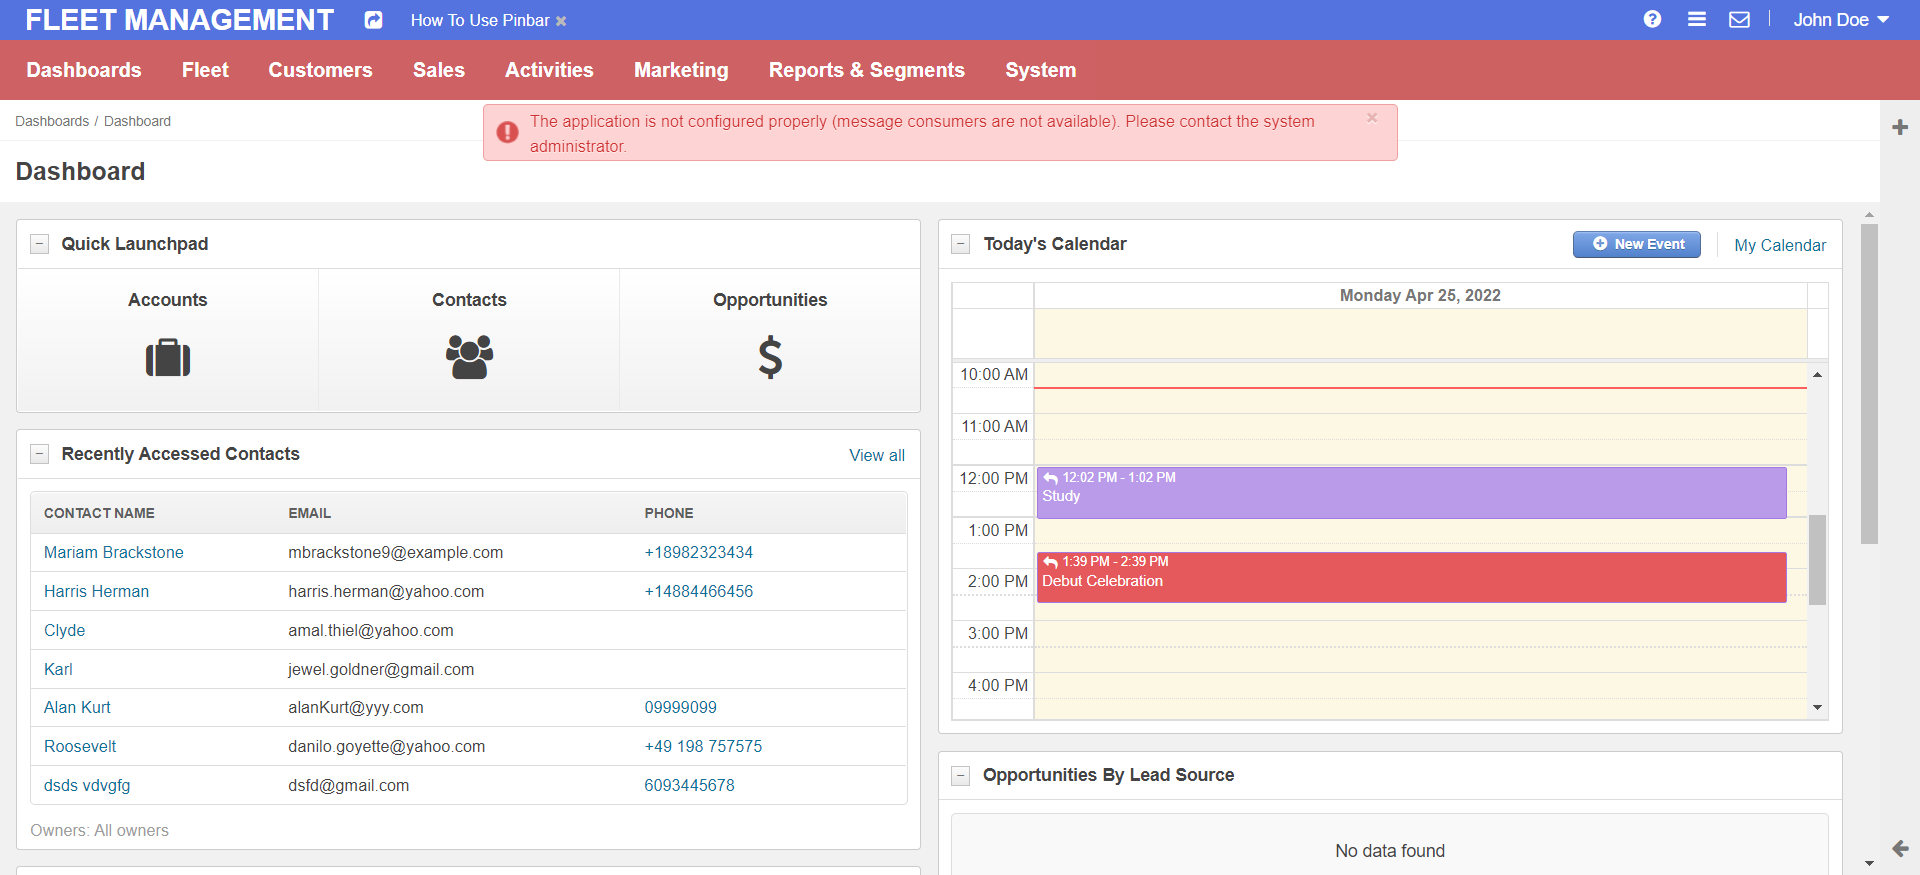 FLEET MANAGEMENT
How To Use Pinbar
John Doe
Dashboards Fleet Customers Sales Activities Marketing Reports & Segments System
Dashboards / Dashboard
The application is not configured properly (message consumers are not available). Please contact the system
administrator.
Dashboard
Quick Launchpad
Accounts Contacts Opportunities
Recently Accessed Contacts View all
CONTACT NAME EMAIL PHONE
Mariam Brackstone mbrackstone9@example.com +18982323434
Harris Herman harris.herman@yahoo.com +14884466456
Clyde amal.thiel@yahoo.com
Karl jewel.goldner@gmail.com
Alan Kurt alanKurt@yyy.com 09999099
Roosevelt danilo.goyette@yahoo.com +49 198 757575
dsds vdvgfg dsfd@gmail.com 6093445678
Owners: All owners
Today's Calendar New Event My Calendar
Monday Apr 25, 2022
10:00 AM
11:00 AM
12:00 PM
12:02 PM - 1:02 PM
Study
1:00 PM
1:39 PM - 2:39 PM
2:00 PM
Debut Celebration
3:00 PM
4:00 PM
Opportunities By Lead Source
No data found